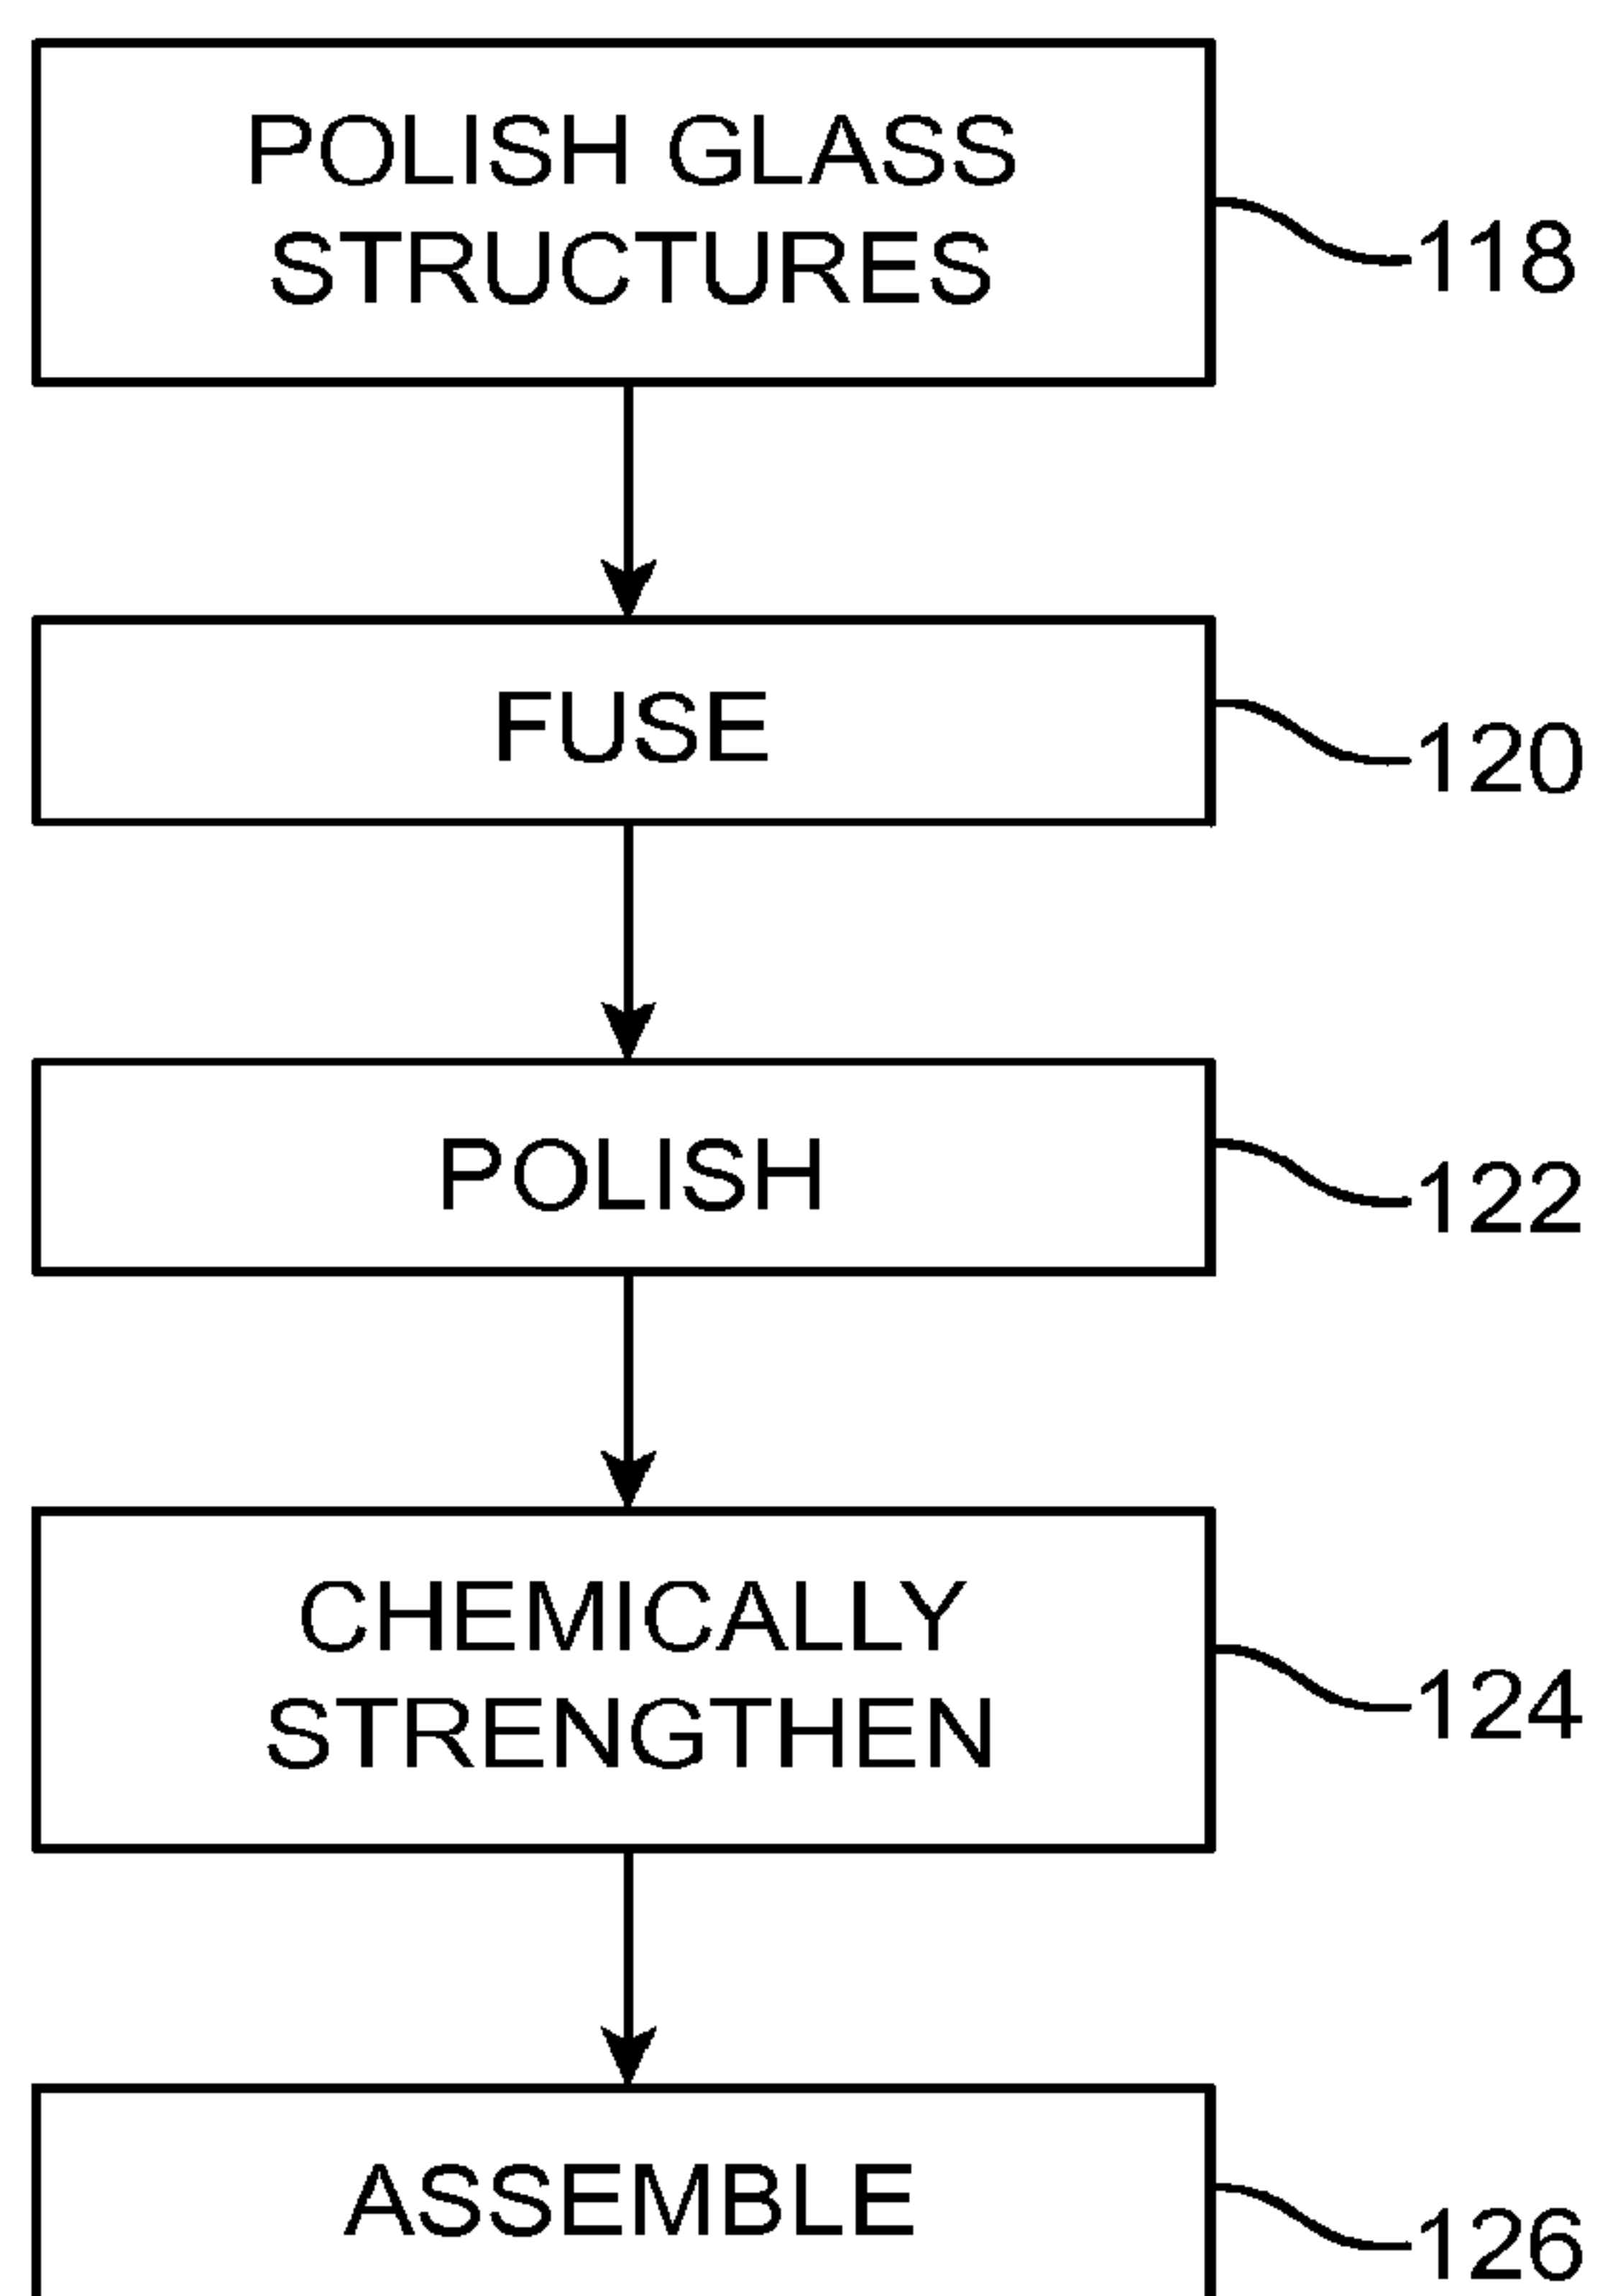 POLISH GLASS
STRUCTURES
118
FUSE
120
POLISH
122
CHEMICALLY
STRENGTHEN
124
ASSEMBLE
126